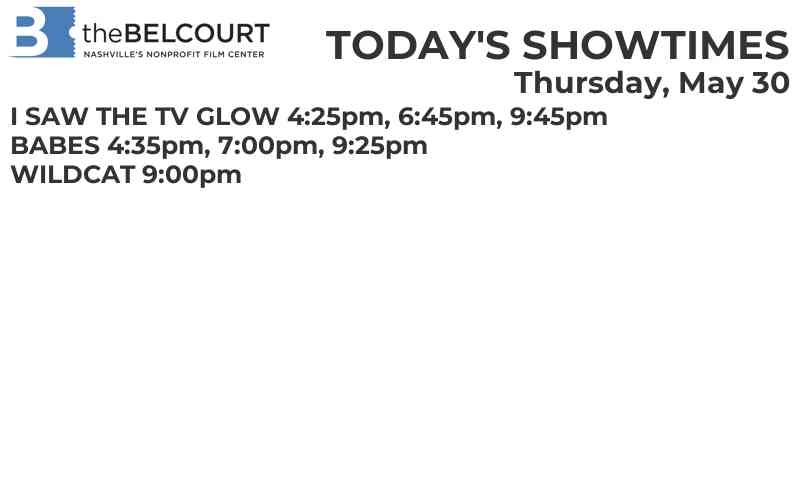 B theBELCOURT
NASHVILLE'S NONPROFIT FILM CENTER
TODAY'S SHOWTIMES
Thursday, May 30
I SAW THE TV GLOW 4:25pm, 6:45pm, 9:45pm
BABES 4:35pm, 7:00pm, 9:25pm
WILDCAT 9:00pm